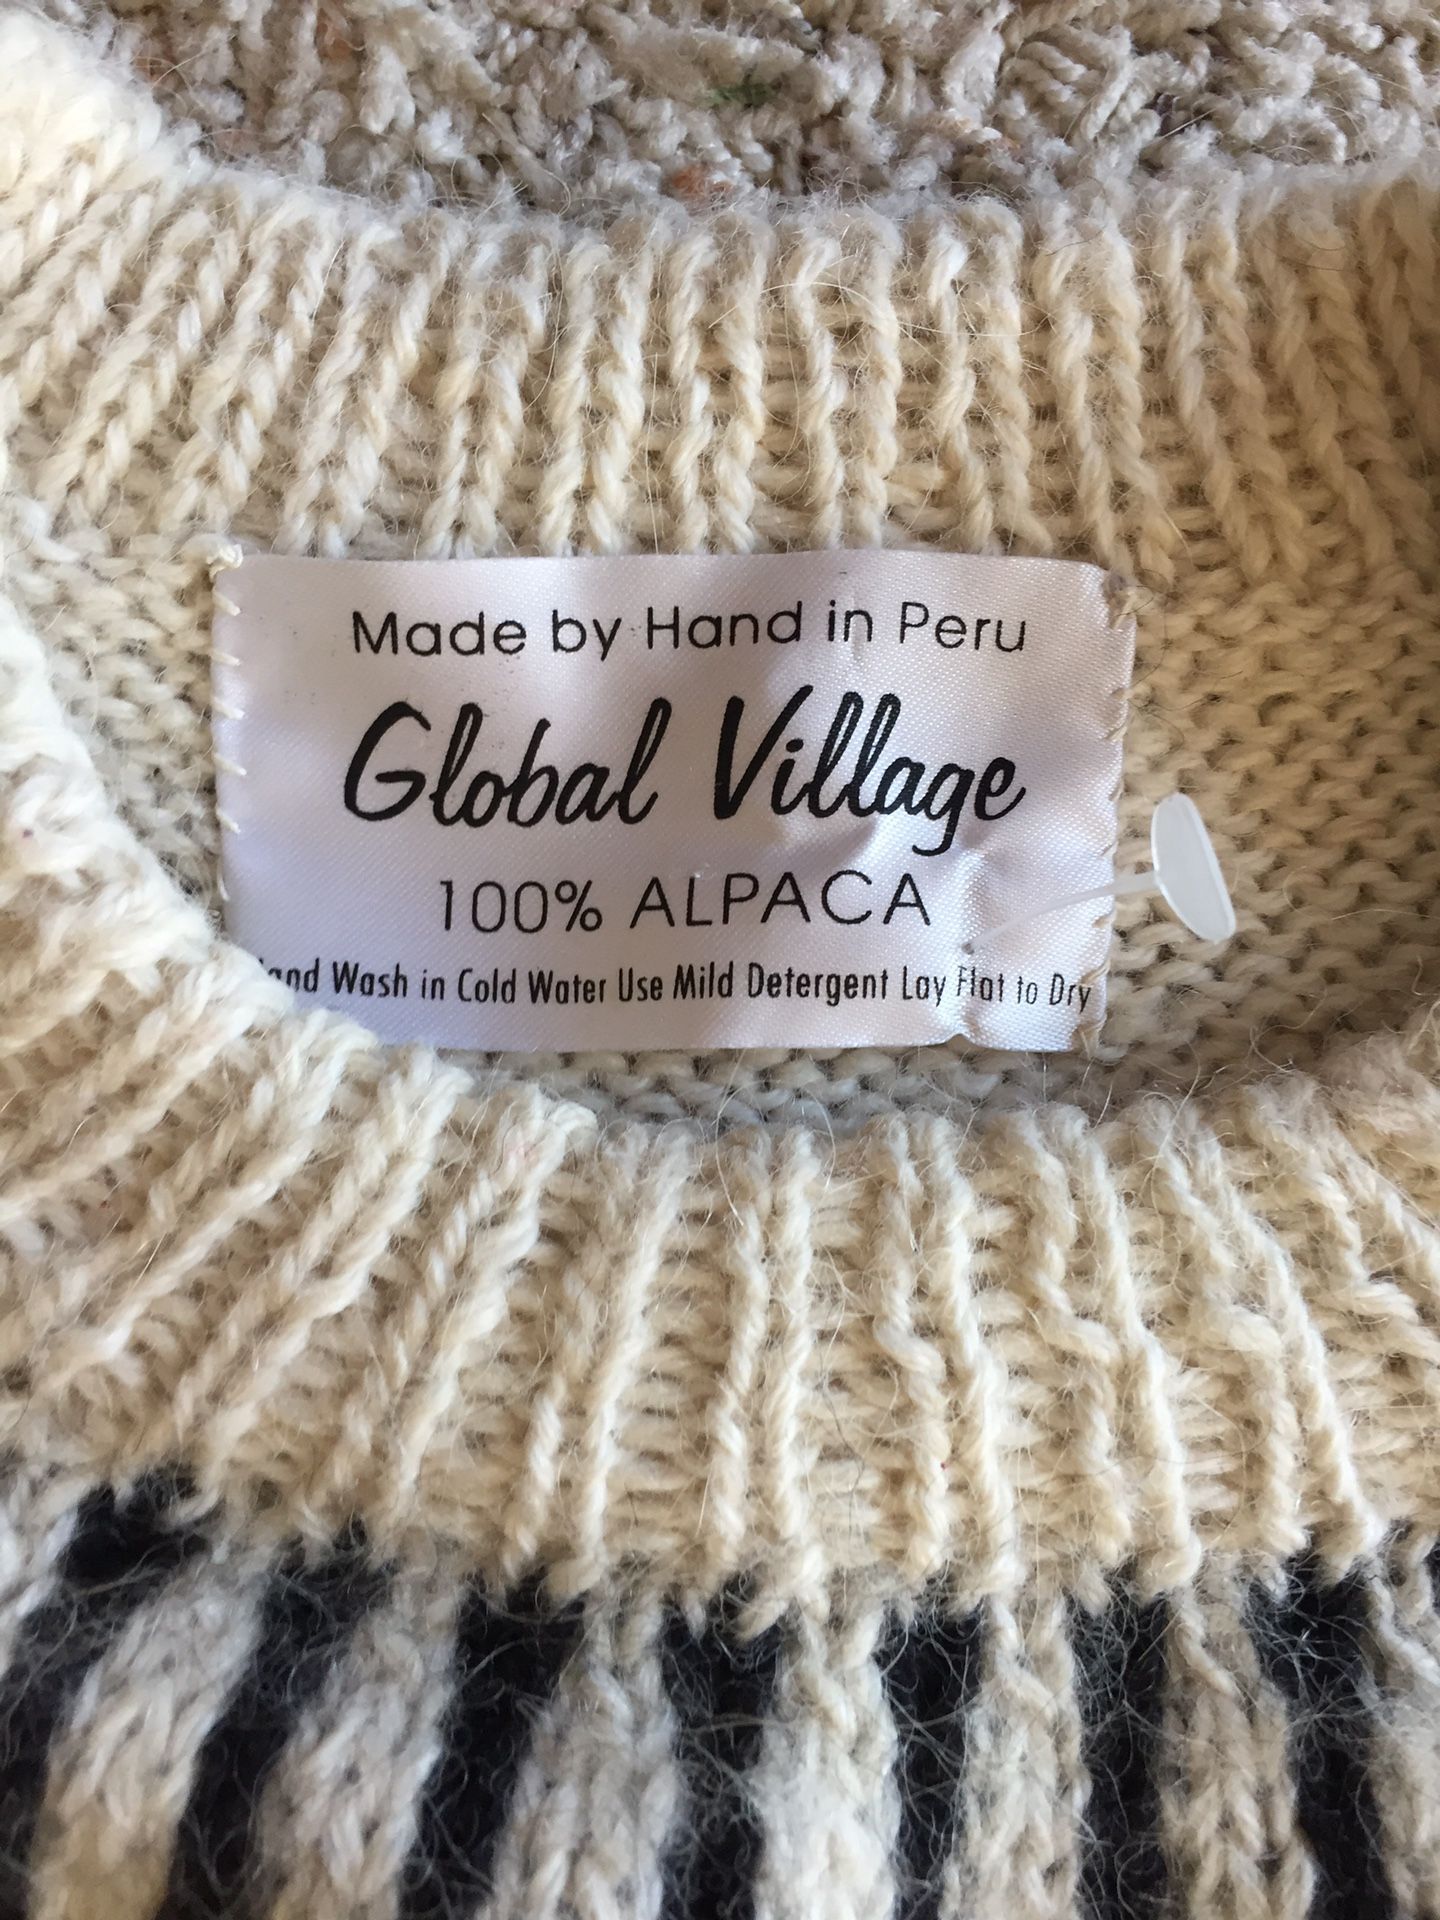 Made by Hand in Peru
Global Village
100% ALPACA
and Wash in Cold Water Use Mild Detergent Lay Flat to Dry